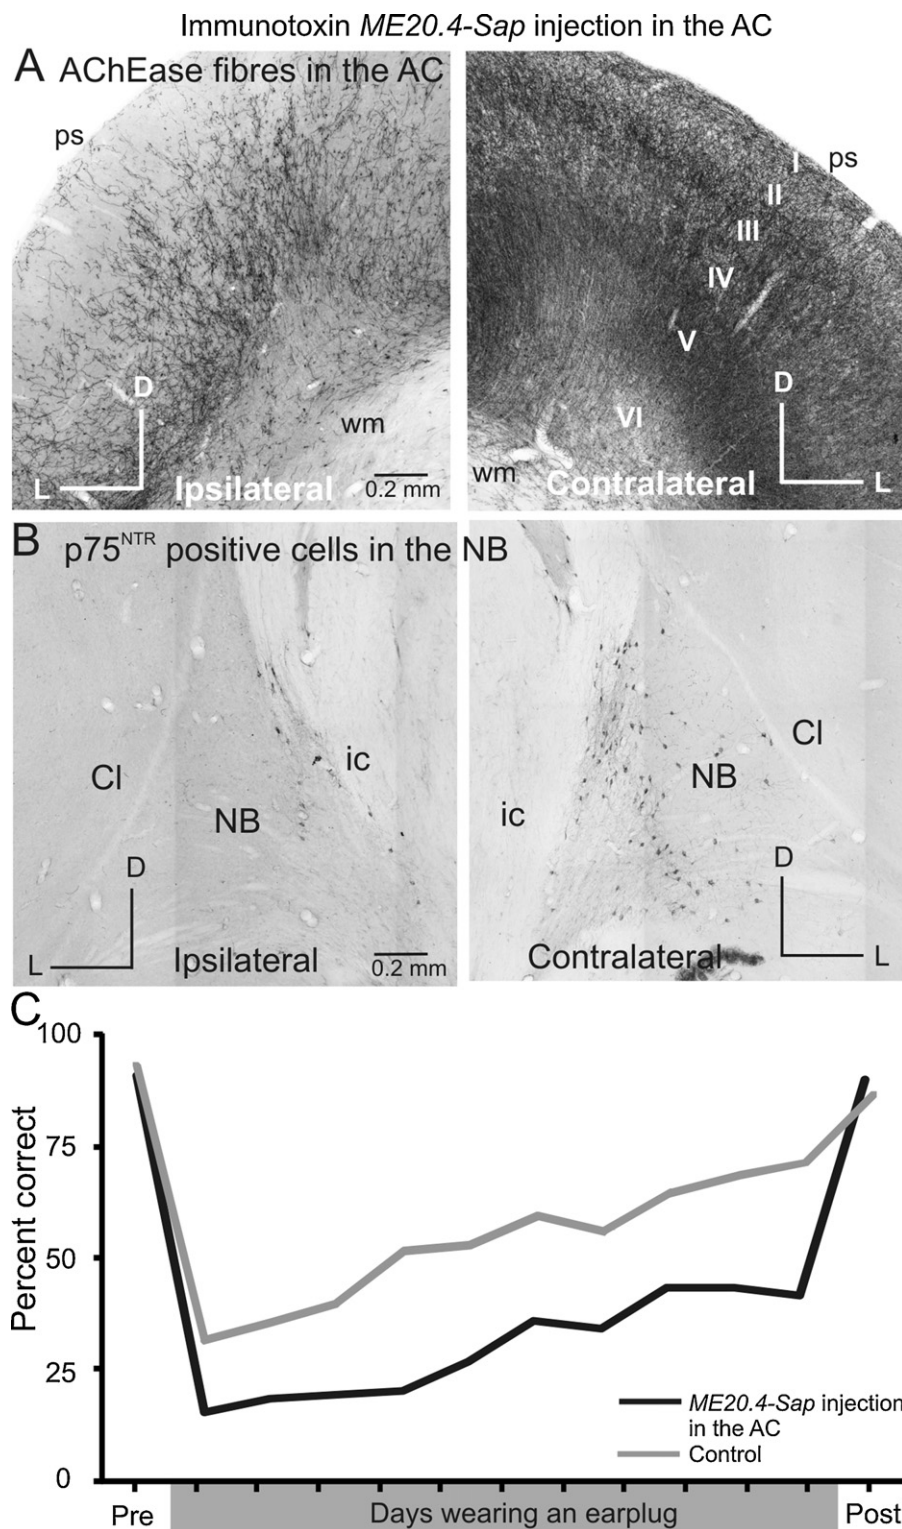 Immunotoxin ME20.4-Sap injection in the AC
A AChEase fibres in the AC
ps
I ps
II
III
IV
V
D
D
VI
wm
wm
L Ipsilateral 0.2 mm
Contralateral L
B p75NTR positive cells in the NB
Cl
ic
NB
ic
NB
Cl
D
D
L Ipsilateral 0.2 mm
Contralateral L
C
100
75
50
25
0
Percent correct
ME20.4-Sap injection
in the AC
Control
Pre Days wearing an earplug Post